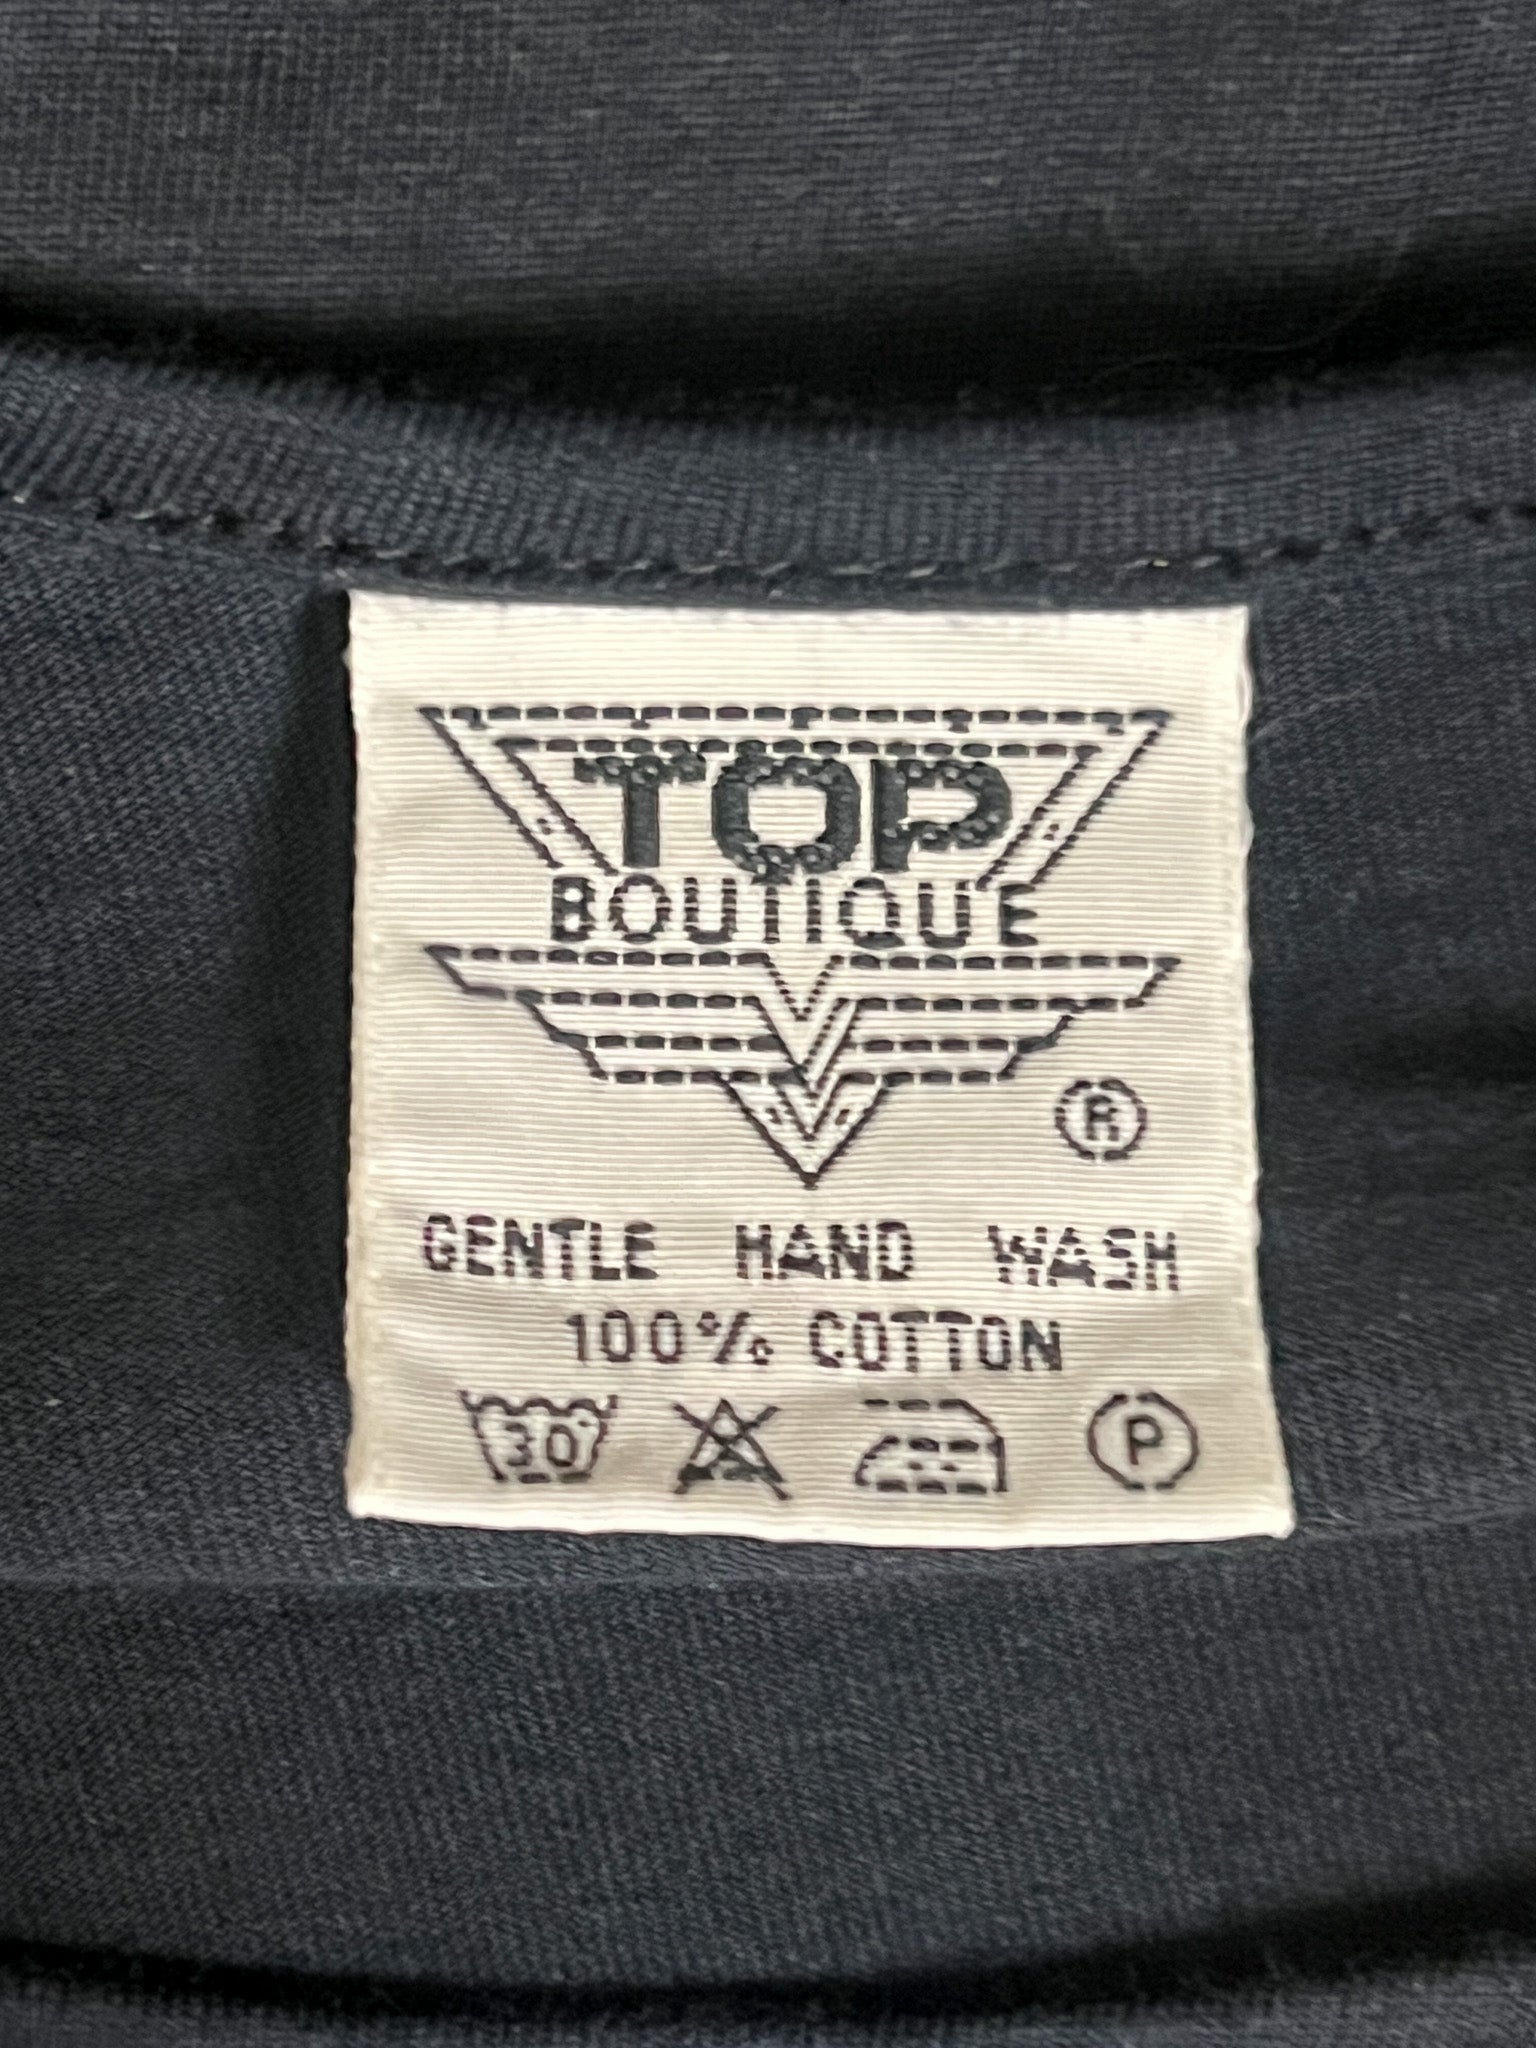 TOP
BOUTIQUE
®
GENTLE HAND WASH
100% COTTON
30 P